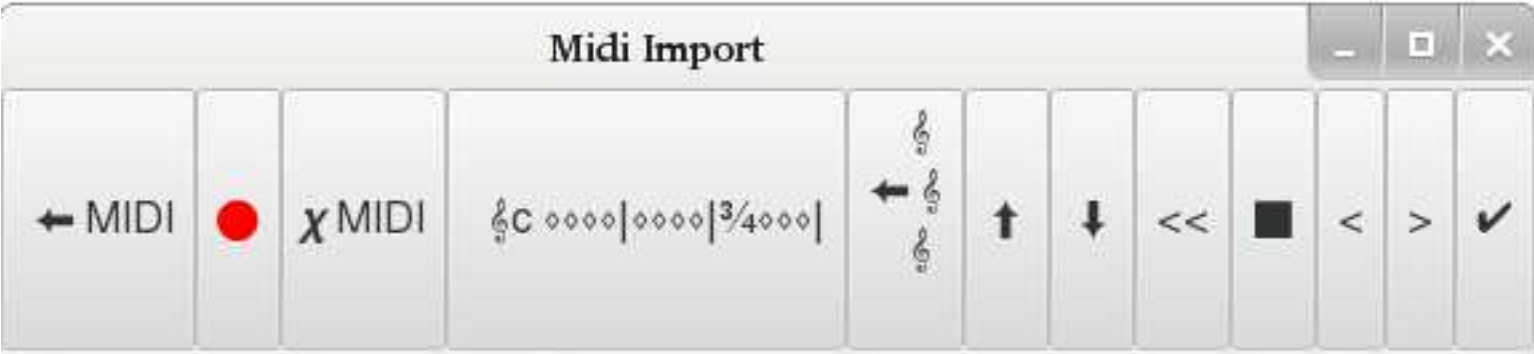 Midi Import
← MIDI ● χ MIDI 𝄞C ⋄⋄⋄⋄|⋄⋄⋄⋄|¾⋄⋄⋄| 𝄞 ← 𝄞 𝄞 ↑ ↓ << ■ < > ✔